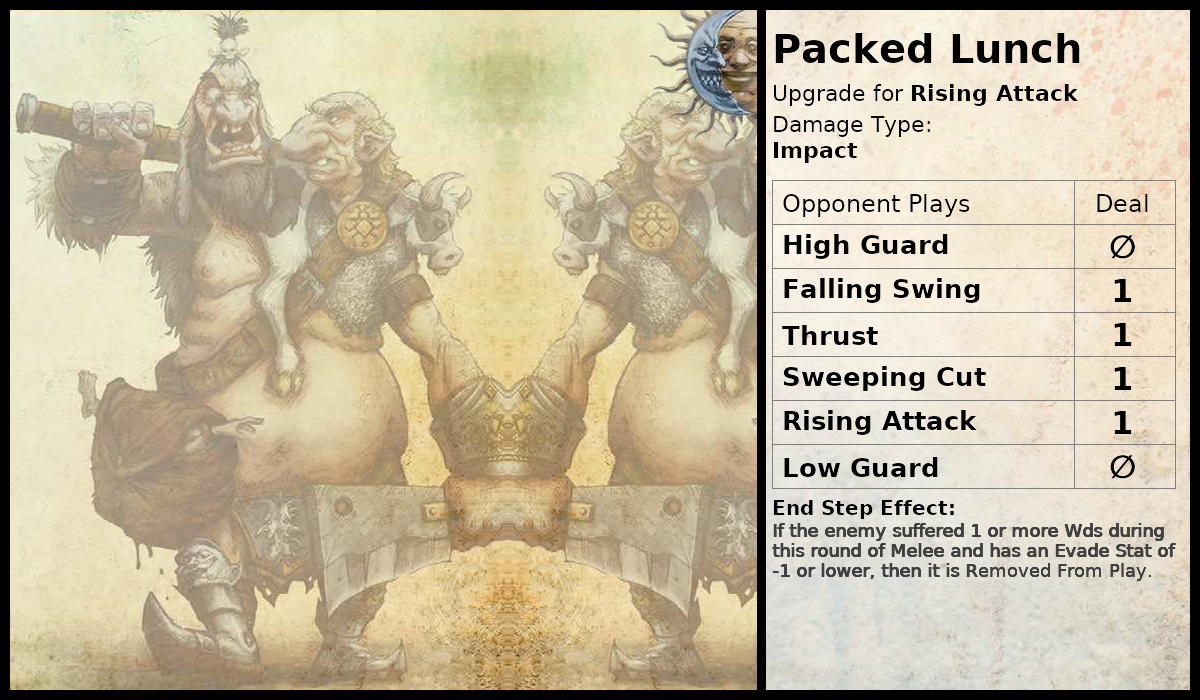 Packed Lunch
Upgrade for Rising Attack
Damage Type:
Impact
Opponent Plays Deal
High Guard ∅
Falling Swing 1
Thrust 1
Sweeping Cut 1
Rising Attack 1
Low Guard ∅
End Step Effect:
If the enemy suffered 1 or more Wds during
this round of Melee and has an Evade Stat of
-1 or lower, then it is Removed From Play.